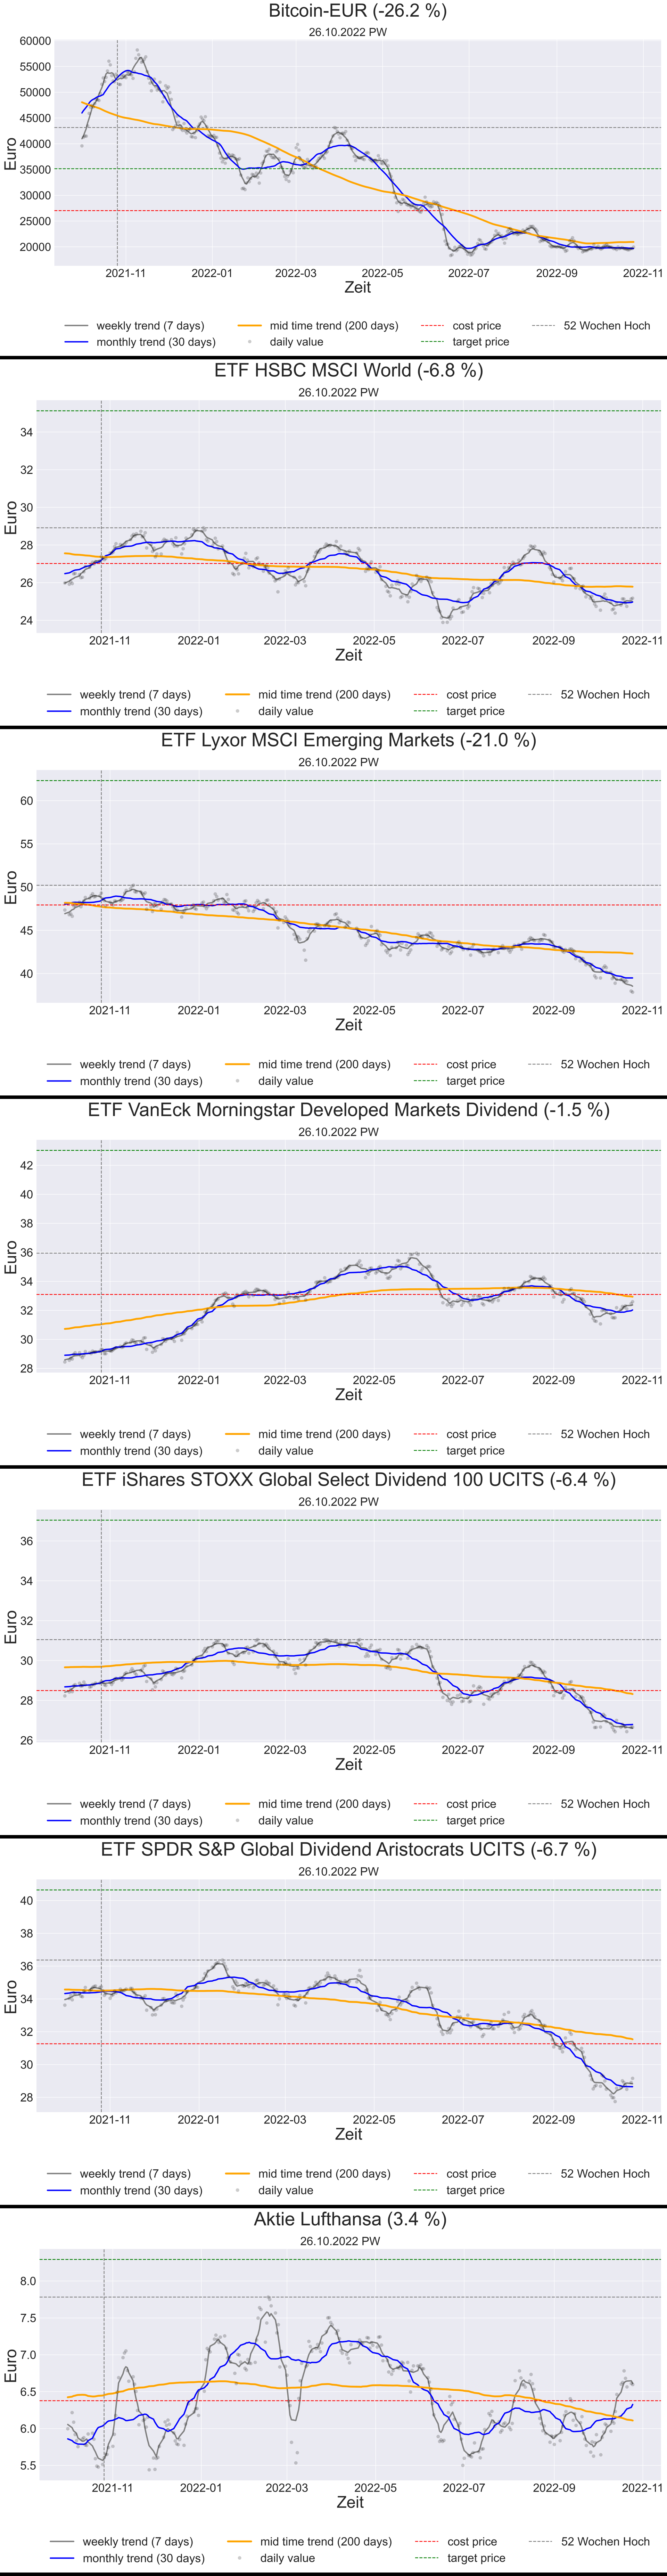 Bitcoin-EUR (-26.2 %)
26.10.2022 PW
60000
55000
50000
45000
40000
35000
30000
25000
20000
Euro
2021-11 2022-01 2022-03 2022-05 2022-07 2022-09 2022-11
Zeit
weekly trend (7 days) mid time trend (200 days) cost price 52 Wochen Hoch
monthly trend (30 days) daily value target price
ETF HSBC MSCI World (-6.8 %)
26.10.2022 PW
34
32
30
28
26
24
Euro
2021-11 2022-01 2022-03 2022-05 2022-07 2022-09 2022-11
Zeit
weekly trend (7 days) mid time trend (200 days) cost price 52 Wochen Hoch
monthly trend (30 days) daily value target price
ETF Lyxor MSCI Emerging Markets (-21.0 %)
26.10.2022 PW
60
55
50
45
40
Euro
2021-11 2022-01 2022-03 2022-05 2022-07 2022-09 2022-11
Zeit
weekly trend (7 days) mid time trend (200 days) cost price 52 Wochen Hoch
monthly trend (30 days) daily value target price
ETF VanEck Morningstar Developed Markets Dividend (-1.5 %)
26.10.2022 PW
42
40
38
36
34
32
30
28
Euro
2021-11 2022-01 2022-03 2022-05 2022-07 2022-09 2022-11
Zeit
weekly trend (7 days) mid time trend (200 days) cost price 52 Wochen Hoch
monthly trend (30 days) daily value target price
ETF iShares STOXX Global Select Dividend 100 UCITS (-6.4 %)
26.10.2022 PW
36
34
32
30
28
26
Euro
2021-11 2022-01 2022-03 2022-05 2022-07 2022-09 2022-11
Zeit
weekly trend (7 days) mid time trend (200 days) cost price 52 Wochen Hoch
monthly trend (30 days) daily value target price
ETF SPDR S&P Global Dividend Aristocrats UCITS (-6.7 %)
26.10.2022 PW
40
38
36
34
32
30
28
Euro
2021-11 2022-01 2022-03 2022-05 2022-07 2022-09 2022-11
Zeit
weekly trend (7 days) mid time trend (200 days) cost price 52 Wochen Hoch
monthly trend (30 days) daily value target price
Aktie Lufthansa (3.4 %)
26.10.2022 PW
8.0
7.5
7.0
6.5
6.0
5.5
Euro
2021-11 2022-01 2022-03 2022-05 2022-07 2022-09 2022-11
Zeit
weekly trend (7 days) mid time trend (200 days) cost price 52 Wochen Hoch
monthly trend (30 days) daily value target price